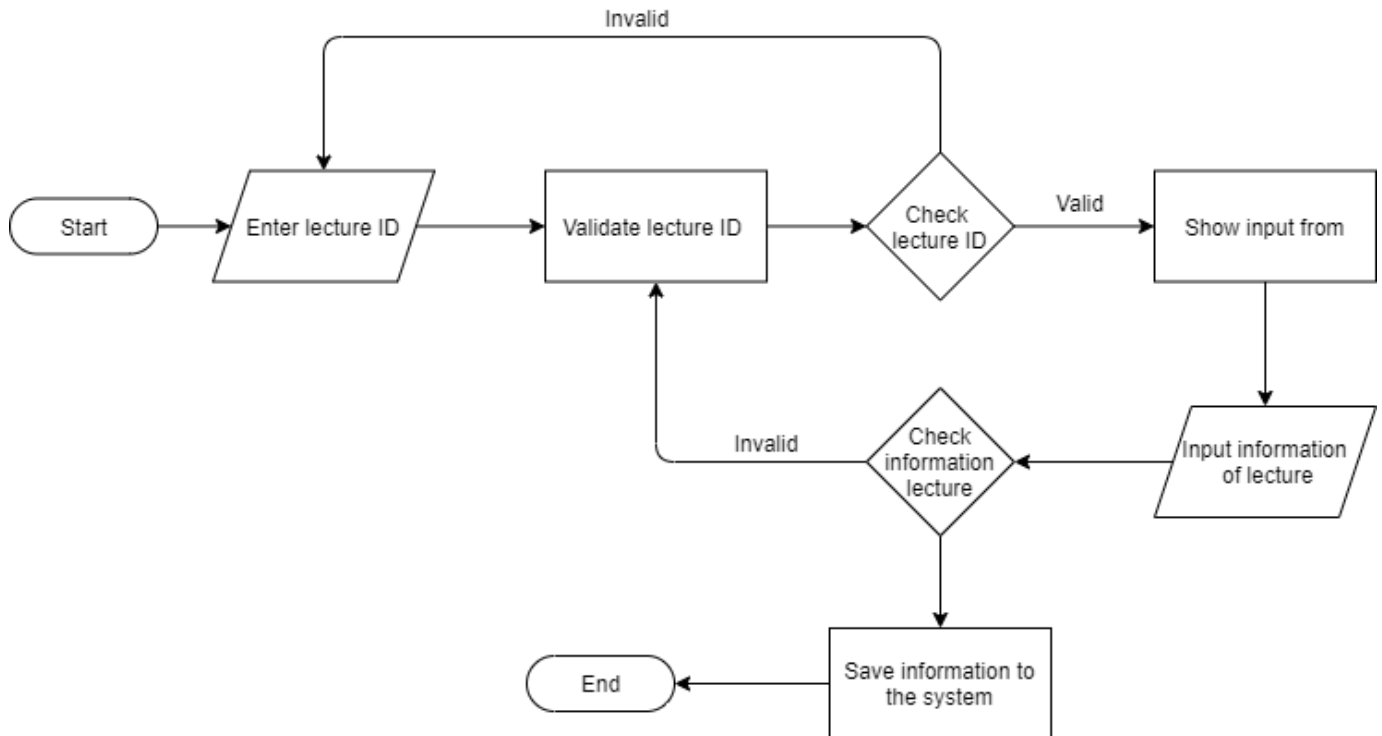 Invalid
Start
Enter lecture ID
Validate lecture ID
Check
lecture ID
Valid
Show input from
Input information
of lecture
Check
information
lecture
Invalid
Save information to
the system
End